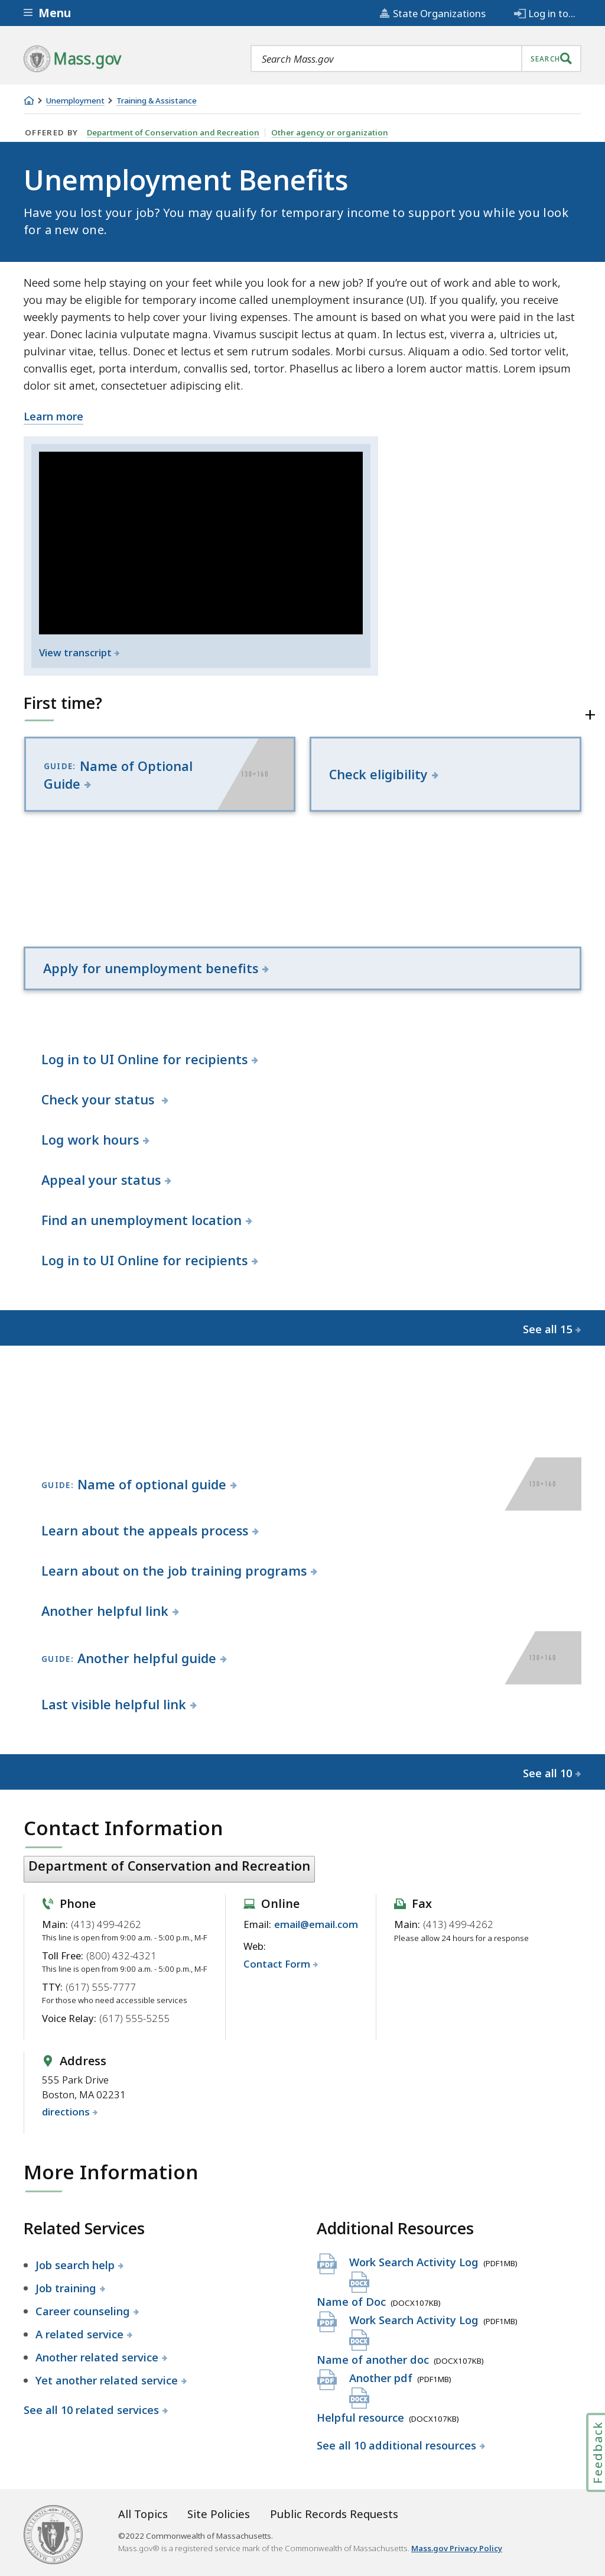 Menu
State Organizations
Log in to...
Mass.gov
Search Mass.gov
SEARCH
Unemployment
Training & Assistance
OFFERED BY Department of Conservation and Recreation Other agency or organization
Unemployment Benefits
Have you lost your job? You may qualify for temporary income to support you while you look
for a new one.
Need some help staying on your feet while you look for a new job? If you're out of work and able to work,
you may be eligible for temporary income called unemployment insurance (UI). If you qualify, you receive
weekly payments to help cover your living expenses. The amount is based on what you were paid in the last
year. Donec lacinia vulputate magna. Vivamus suscipit lectus at quam. In lectus est, viverra a, ultricies ut,
pulvinar vitae, tellus. Donec et lectus et sem rutrum sodales. Morbi cursus. Aliquam a odio. Sed tortor velit,
convallis eget, porta interdum, convallis sed, tortor. Phasellus ac libero a lorem auctor mattis. Lorem ipsum
dolor sit amet, consectetuer adipiscing elit.
Learn more
View transcript
First time?
GUIDE: Name of Optional
Guide
130×160
Check eligibility
Apply for unemployment benefits
Log in to UI Online for recipients
Check your status
Log work hours
Appeal your status
Find an unemployment location
Log in to UI Online for recipients
See all 15
GUIDE: Name of optional guide
130×160
Learn about the appeals process
Learn about on the job training programs
Another helpful link
GUIDE: Another helpful guide
130×160
Last visible helpful link
See all 10
Contact Information
Department of Conservation and Recreation
Phone
Main: (413) 499-4262
This line is open from 9:00 a.m. - 5:00 p.m., M-F
Toll Free: (800) 432-4321
This line is open from 9:00 a.m. - 5:00 p.m., M-F
TTY: (617) 555-7777
For those who need accessible services
Voice Relay: (617) 555-5255
Online
Email: email@email.com
Web:
Contact Form
Fax
Main: (413) 499-4262
Please allow 24 hours for a response
Address
555 Park Drive
Boston, MA 02231
directions
More Information
Related Services
Job search help
Job training
Career counseling
A related service
Another related service
Yet another related service
See all 10 related services
Additional Resources
PDF Work Search Activity Log (PDF1MB)
DOCX
Name of Doc (DOCX107KB)
PDF Work Search Activity Log (PDF1MB)
DOCX
Name of another doc (DOCX107KB)
PDF Another pdf (PDF1MB)
DOCX
Helpful resource (DOCX107KB)
See all 10 additional resources
Feedback
All Topics Site Policies Public Records Requests
©2022 Commonwealth of Massachusetts.
Mass.gov® is a registered service mark of the Commonwealth of Massachusetts. Mass.gov Privacy Policy